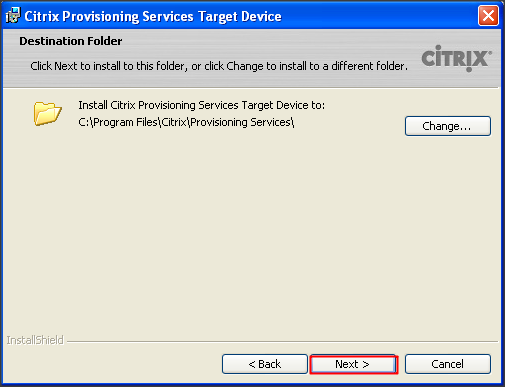 Citrix Provisioning Services Target Device
Destination Folder
Click Next to install to this folder, or click Change to install to a different folder.
CITRIX
Install Citrix Provisioning Services Target Device to:
C:\Program Files\Citrix\Provisioning Services\
Change...
InstallShield
< Back
Next >
Cancel